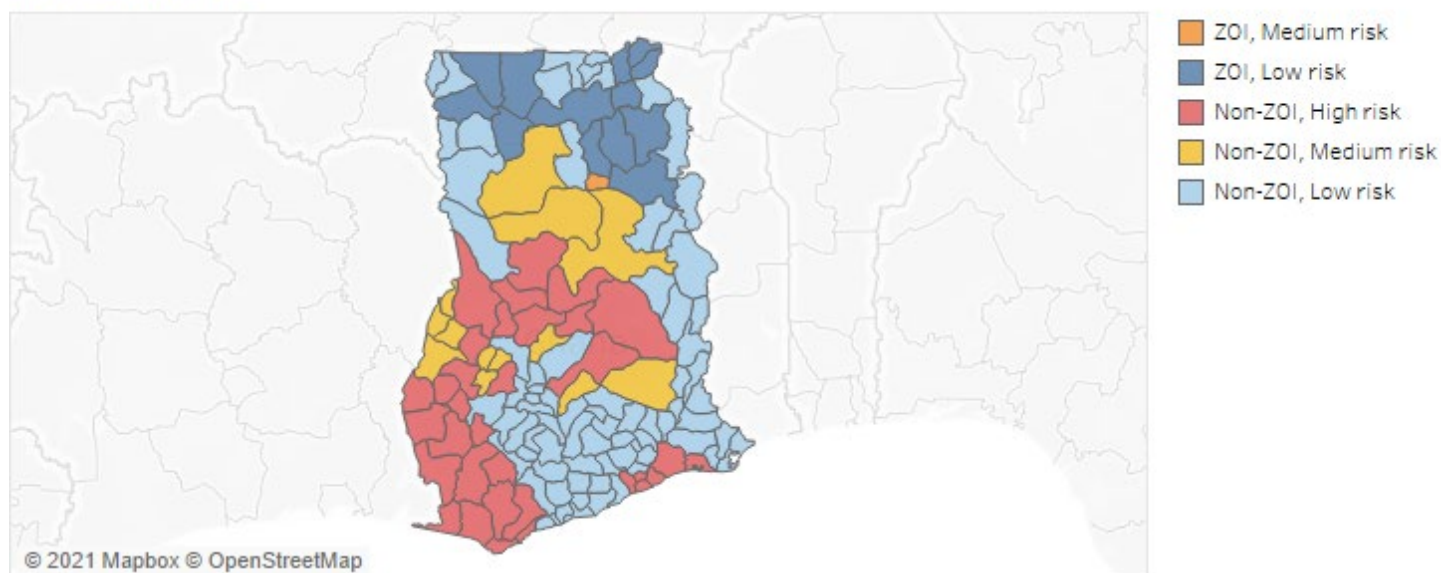 ZOI, Medium risk
ZOI, Low risk
Non-ZOI, High risk
Non-ZOI, Medium risk
Non-ZOI, Low risk
© 2021 Mapbox © OpenStreetMap